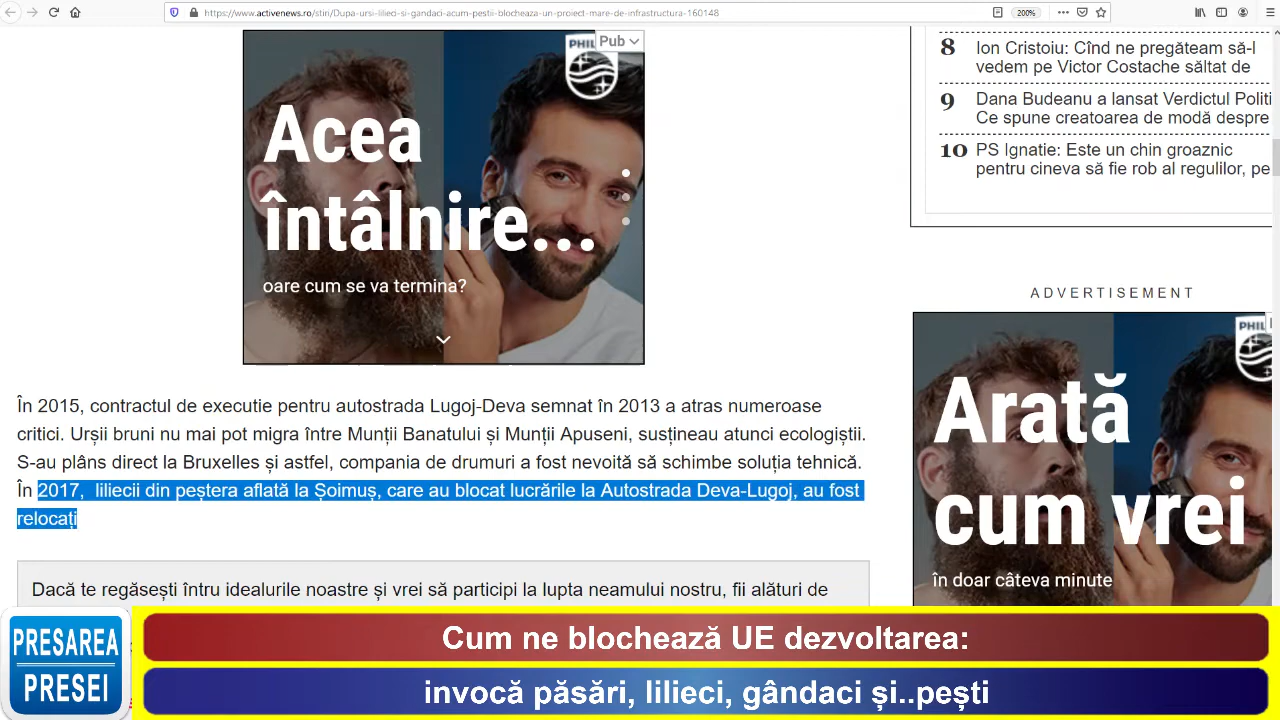 https://www.activenews.ro/stiri/Dupa-ursi-lilieci-si-gandaci-acum-pestii-blocheaza-un-proiect-mare-de-infrastructura-160148
200%
PHIL
Pub
Acea
întâlnire...
oare cum se va termina?
8 Ion Cristoiu: Cînd ne pregăteam să-l
vedem pe Victor Costache săltat de
9 Dana Budeanu a lansat Verdictul Politi
Ce spune creatoarea de modă despre
10 PS Ignatie: Este un chin groaznic
pentru cineva să fie rob al regulilor, pe
ADVERTISEMENT
PHIL
Arată
cum vrei
în doar câteva minute
În 2015, contractul de executie pentru autostrada Lugoj-Deva semnat în 2013 a atras numeroase
critici. Urșii bruni nu mai pot migra între Munții Banatului și Munții Apuseni, susțineau atunci ecologiștii.
S-au plâns direct la Bruxelles și astfel, compania de drumuri a fost nevoită să schimbe soluția tehnică.
În 2017, liliecii din peștera aflată la Șoimuș, care au blocat lucrările la Autostrada Deva-Lugoj, au fost
relocați
Dacă te regăsești întru idealurile noastre și vrei să participi la lupta neamului nostru, fii alături de
PRESAREA
PRESEI
Cum ne blochează UE dezvoltarea:
invocă păsări, lilieci, gândaci și..pești